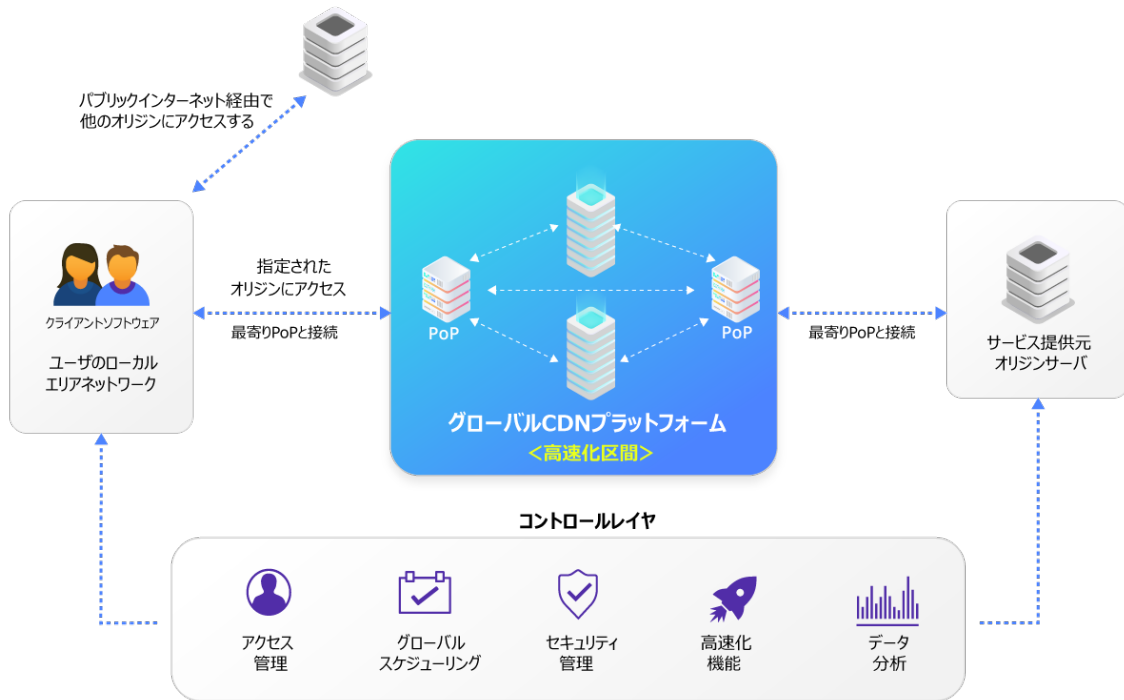 パブリックインターネット経由で
他のオリジンにアクセスする
クライアントソフトウェア
ユーザのローカル
エリアネットワーク
指定された
オリジンにアクセス
最寄りPoPと接続
PoP
PoP
グローバルCDNプラットフォーム
<高速化区間>
最寄りPoPと接続
サービス提供元
オリジンサーバ
コントロールレイヤ
アクセス
管理
グローバル
スケジューリング
セキュリティ
管理
高速化
機能
データ
分析